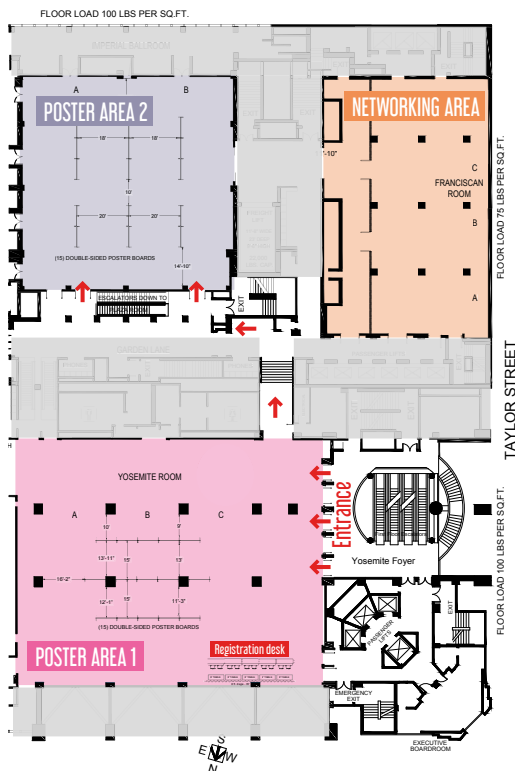 FLOOR LOAD 100 LBS PER SQ.FT.
IMPERIAL BALLROOM
A
B
POSTER AREA 2
NETWORKING AREA
18'
18'
18'
20'
20'
14'-10"
(15) DOUBLE-SIDED POSTER BOARDS
-10"
C
FRANCISCAN
ROOM
B
A
FLOOR LOAD 75 LBS PER SQ.FT.
ESCALATORS DOWN TO
EXIT
EXIT
TAYLOR STREET
YOSEMITE ROOM
A
B
C
10'
9'
13'-11"
15'
13'
16'-2"
12'-1"
15'
11'-3"
(15) DOUBLE-SIDED POSTER BOARDS
POSTER AREA 1
Registration desk
Entrance
Yosemite Foyer
FLOOR LOAD 100 LBS PER SQ.FT.
PASSENGER
LIFTS
EXIT
EMERGENCY
EXIT
EXECUTIVE
BOARDROOM
S
E
W
N